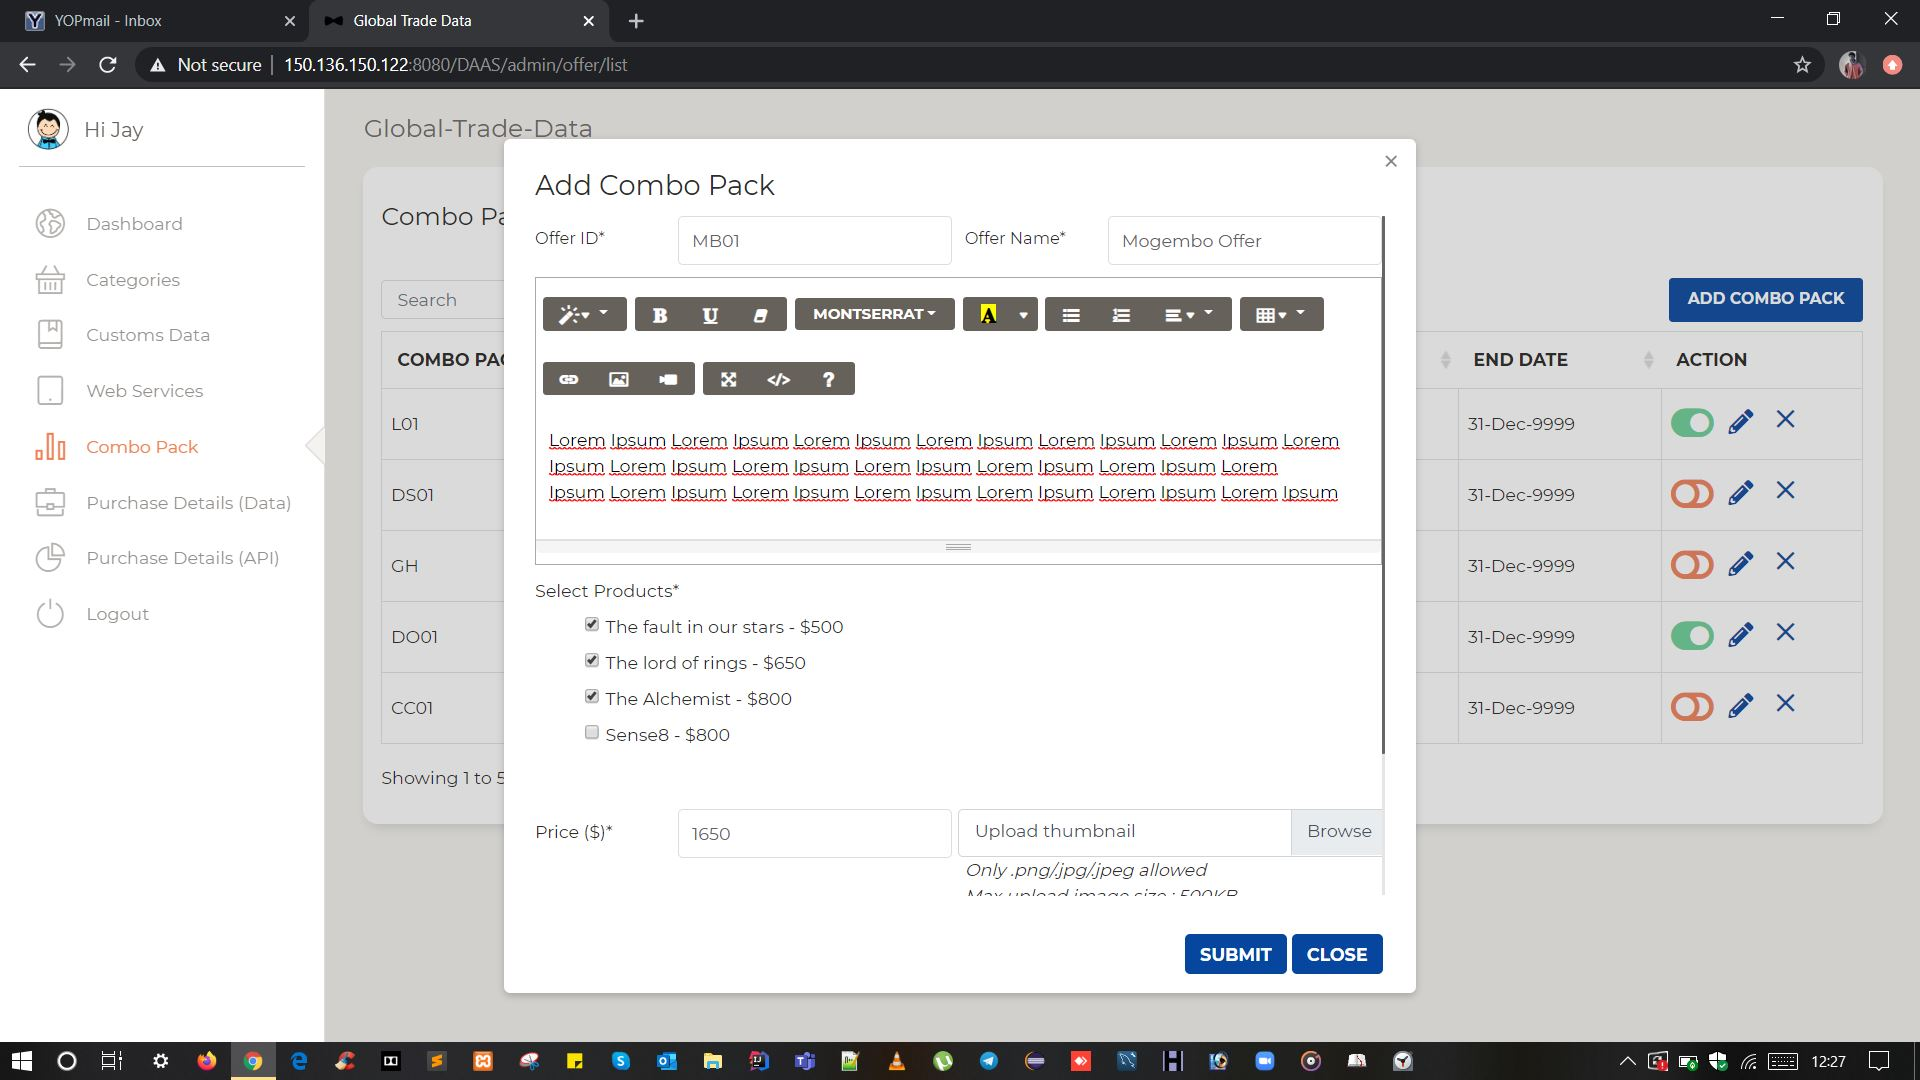 YOPmail - Inbox
Global Trade Data
Not secure
150.136.150.122:8080/DAAS/admin/offer/list
Hi Jay
Dashboard
Categories
Customs Data
Web Services
Combo Pack
Purchase Details (Data)
Purchase Details (API)
Logout
Global-Trade-Data
Combo Pa
Search
ADD COMBO PACK
COMBO PAC
END DATE
ACTION
L01
31-Dec-9999
DS01
31-Dec-9999
GH
31-Dec-9999
DO01
31-Dec-9999
CC01
31-Dec-9999
Showing 1 to 5
Add Combo Pack
Offer ID*
MB01
Offer Name*
Mogembo Offer
B U
MONTSERRAT
A
</> ?
Lorem Ipsum Lorem Ipsum Lorem Ipsum Lorem Ipsum Lorem Ipsum Lorem Ipsum Lorem
Ipsum Lorem Ipsum Lorem Ipsum Lorem Ipsum Lorem Ipsum Lorem Ipsum Lorem
Ipsum Lorem Ipsum Lorem Ipsum Lorem Ipsum Lorem Ipsum Lorem Ipsum Lorem Ipsum
Select Products*
The fault in our stars - $500
The lord of rings - $650
The Alchemist - $800
Sense8 - $800
Price ($)*
1650
Upload thumbnail
Browse
Only .png/.jpg/.jpeg allowed
Max upload image size : 500KB
SUBMIT
CLOSE
12:27